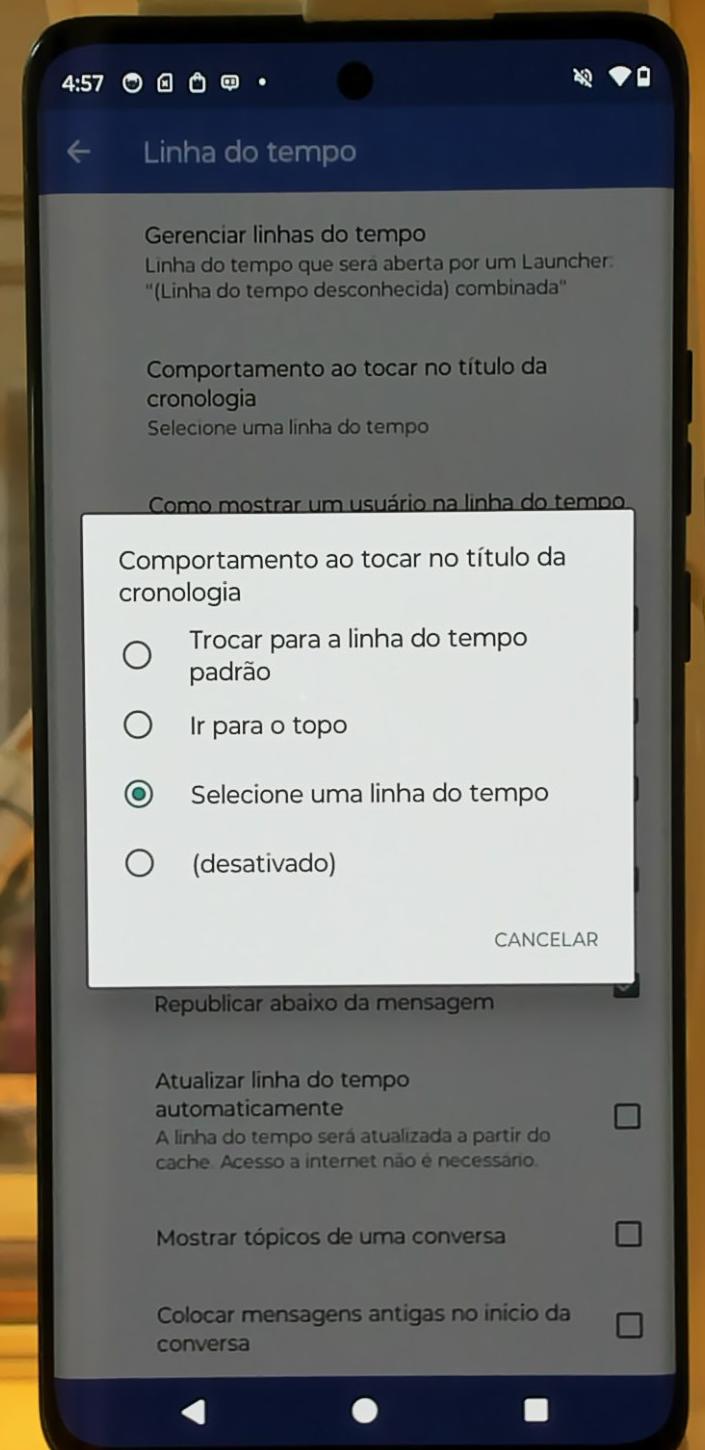 4:57
Linha do tempo
Gerenciar linhas do tempo
Linha do tempo que será aberta por um Launcher:
"(Linha do tempo desconhecida) combinada"
Comportamento ao tocar no título da
cronologia
Selecione uma linha do tempo
Como mostrar um usuário na linha do tempo
Comportamento ao tocar no título da
cronologia
Trocar para a linha do tempo
padrão
Ir para o topo
Selecione uma linha do tempo
(desativado)
CANCELAR
Republicar abaixo da mensagem
Atualizar linha do tempo
automaticamente
A linha do tempo será atualizada a partir do
cache. Acesso a internet não é necessário.
Mostrar tópicos de uma conversa
Colocar mensagens antigas no início da
conversa